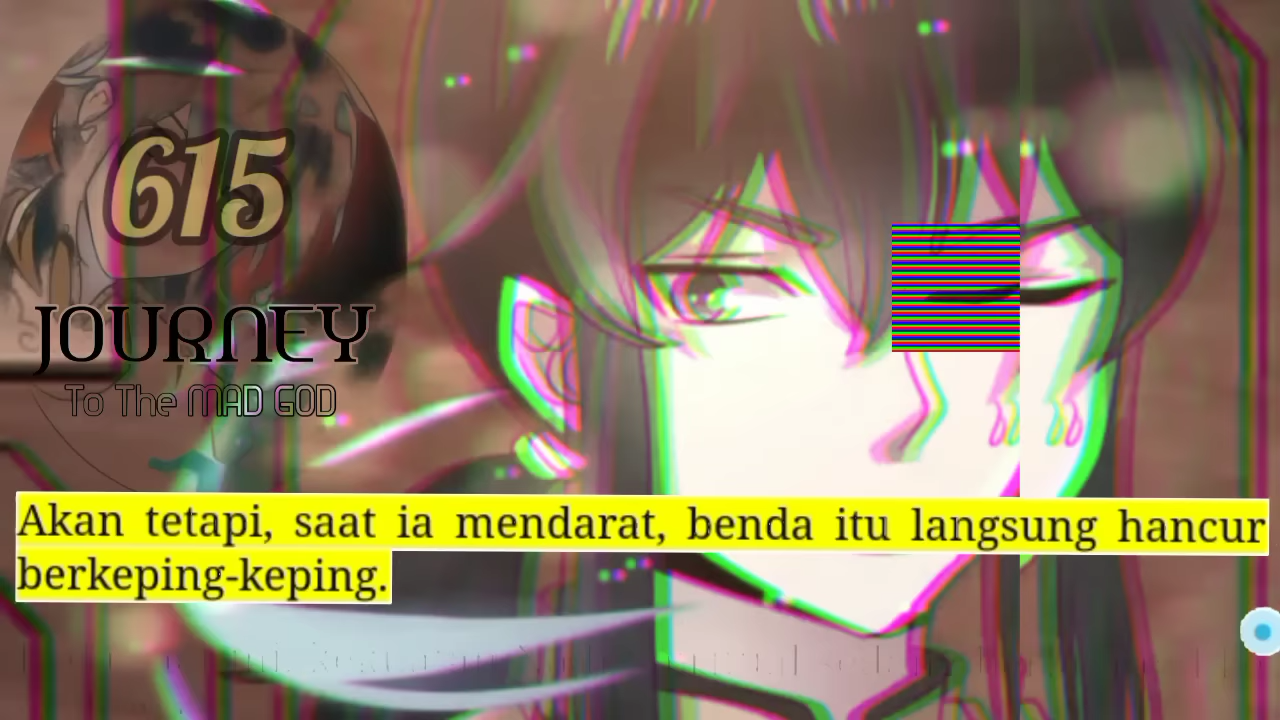 615
JOURNEY
To The MAD GOD
Akan tetapi, saat ia mendarat, benda itu langsung hancur
berkeping-keping.